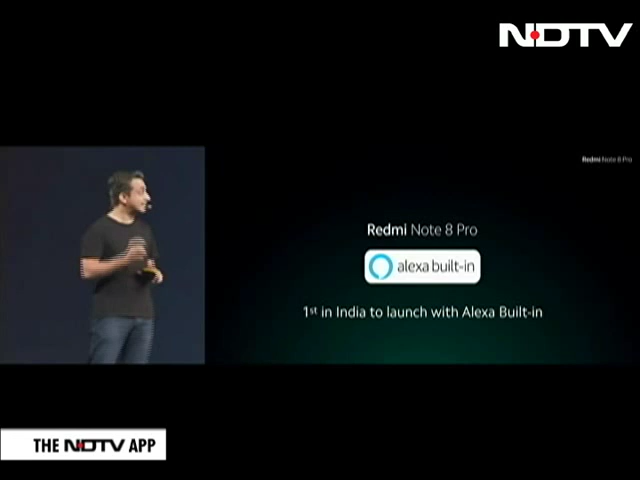 NDTV
Redmi Note 8 Pro
Redmi Note 8 Pro
alexa built-in
1st in India to launch with Alexa Built-in
THE NDTV APP